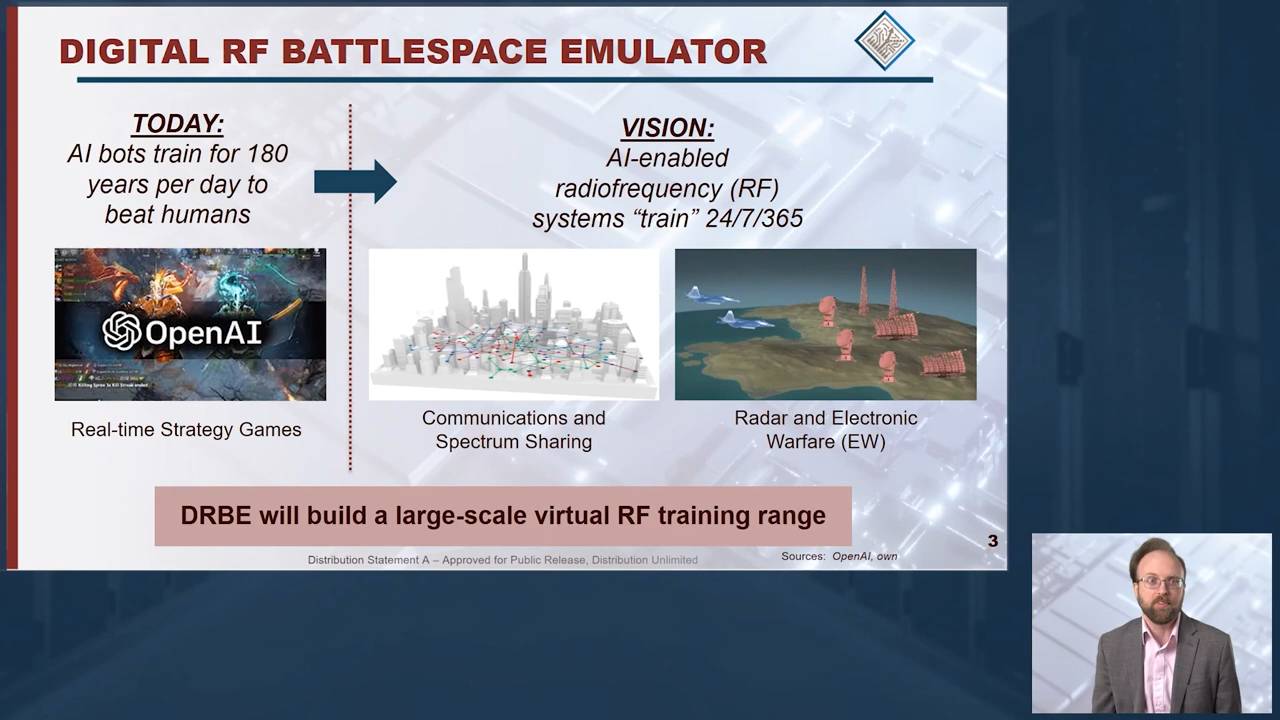 DIGITAL RF BATTLESPACE EMULATOR
TODAY:
AI bots train for 180
years per day to
beat humans
VISION:
AI-enabled
radiofrequency (RF)
systems “train” 24/7/365
OpenAI
Real-time Strategy Games
Communications and
Spectrum Sharing
Radar and Electronic
Warfare (EW)
DRBE will build a large-scale virtual RF training range
3
Distribution Statement A – Approved for Public Release, Distribution Unlimited
Sources: OpenAI, own